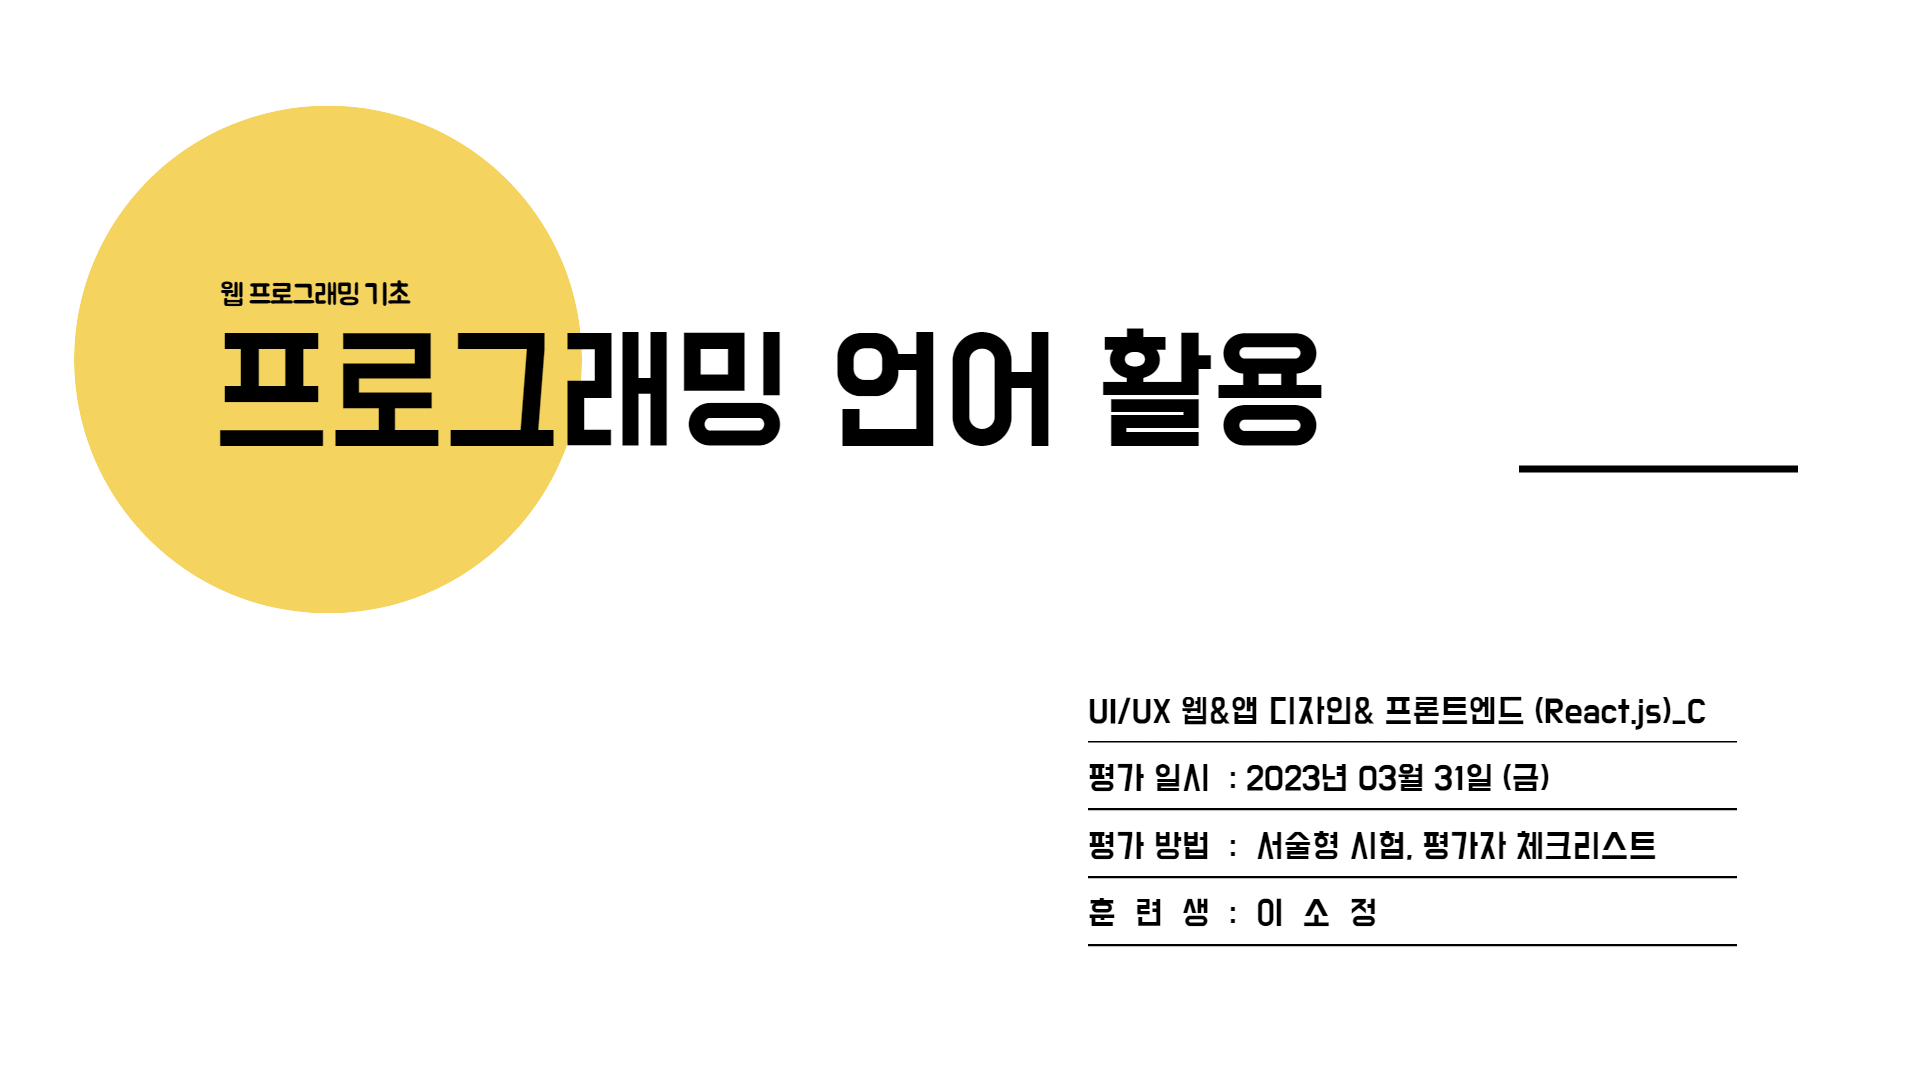 웹 프로그래밍 기초
프로그래밍 언어 활용
UI/UX 웹&앱 디자인& 프론트엔드 (React.js)_C
평가 일시 : 2023년 03월 31일 (금)
평가 방법 : 서술형 시험, 평가자 체크리스트
훈 련 생 : 이 소 정